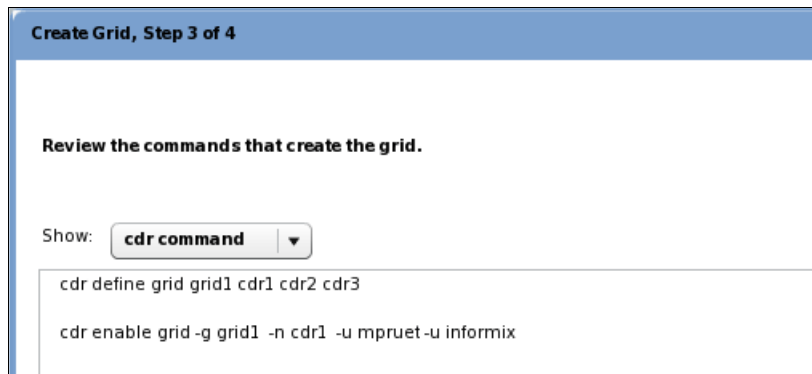 Create Grid, Step 3 of 4
Review the commands that create the grid.
Show: cdr command
cdr define grid grid1 cdr1 cdr2 cdr3
cdr enable grid -g grid1 -n cdr1 -u mpruet -u informix